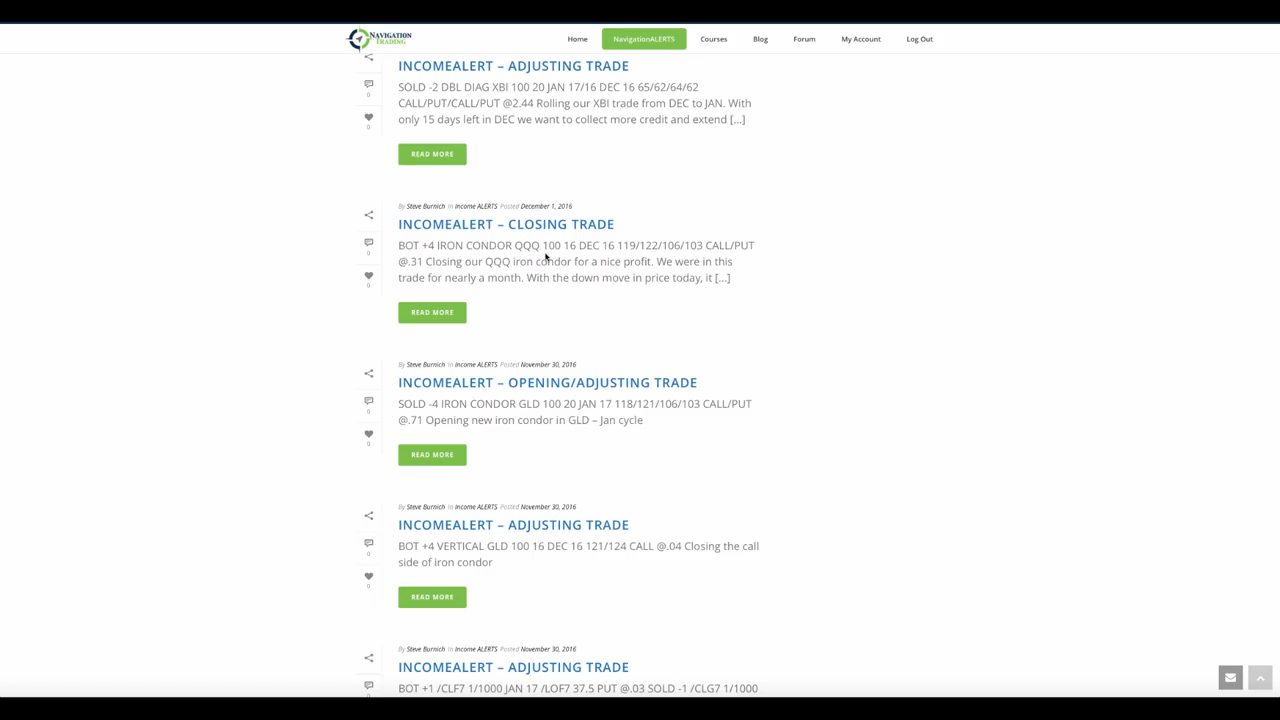 NAVIGATION
TRADING
Home
NavigationALERTS
Courses
Blog
Forum
My Account
Log Out
INCOMEALERT – ADJUSTING TRADE
SOLD -2 DBL DIAG XBI 100 20 JAN 17/16 DEC 16 65/62/64/62
CALL/PUT/CALL/PUT @2.44 Rolling our XBI trade from DEC to JAN. With
only 15 days left in DEC we want to collect more credit and extend [...]
0
0
READ MORE
By Steve Burnich In Income ALERTS Posted December 1, 2016
INCOMEALERT – CLOSING TRADE
BOT +4 IRON CONDOR QQQ 100 16 DEC 16 119/122/106/103 CALL/PUT
@.31 Closing our QQQ iron condor for a nice profit. We were in this
trade for nearly a month. With the down move in price today, it [...]
0
0
READ MORE
By Steve Burnich In Income ALERTS Posted November 30, 2016
INCOMEALERT – OPENING/ADJUSTING TRADE
SOLD -4 IRON CONDOR GLD 100 20 JAN 17 118/121/106/103 CALL/PUT
@.71 Opening new iron condor in GLD – Jan cycle
0
0
READ MORE
By Steve Burnich In Income ALERTS Posted November 30, 2016
INCOMEALERT – ADJUSTING TRADE
BOT +4 VERTICAL GLD 100 16 DEC 16 121/124 CALL @.04 Closing the call
side of iron condor
0
0
READ MORE
By Steve Burnich In Income ALERTS Posted November 30, 2016
INCOMEALERT – ADJUSTING TRADE
BOT +1 /CLF7 1/1000 JAN 17 /LOF7 37.5 PUT @.03 SOLD -1 /CLG7 1/1000